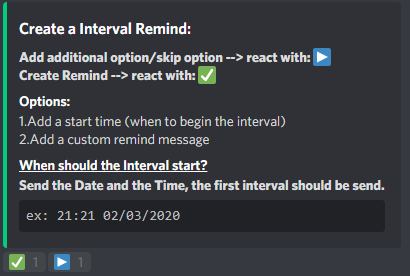 Create a Interval Remind:
Add additional option/skip option --> react with: ▶️
Create Remind --> react with: ✅
Options:
1.Add a start time (when to begin the interval)
2.Add a custom remind message
When should the Interval start?
Send the Date and the Time, the first interval should be send.
ex: 21:21 02/03/2020
✅ 1 ▶️ 1